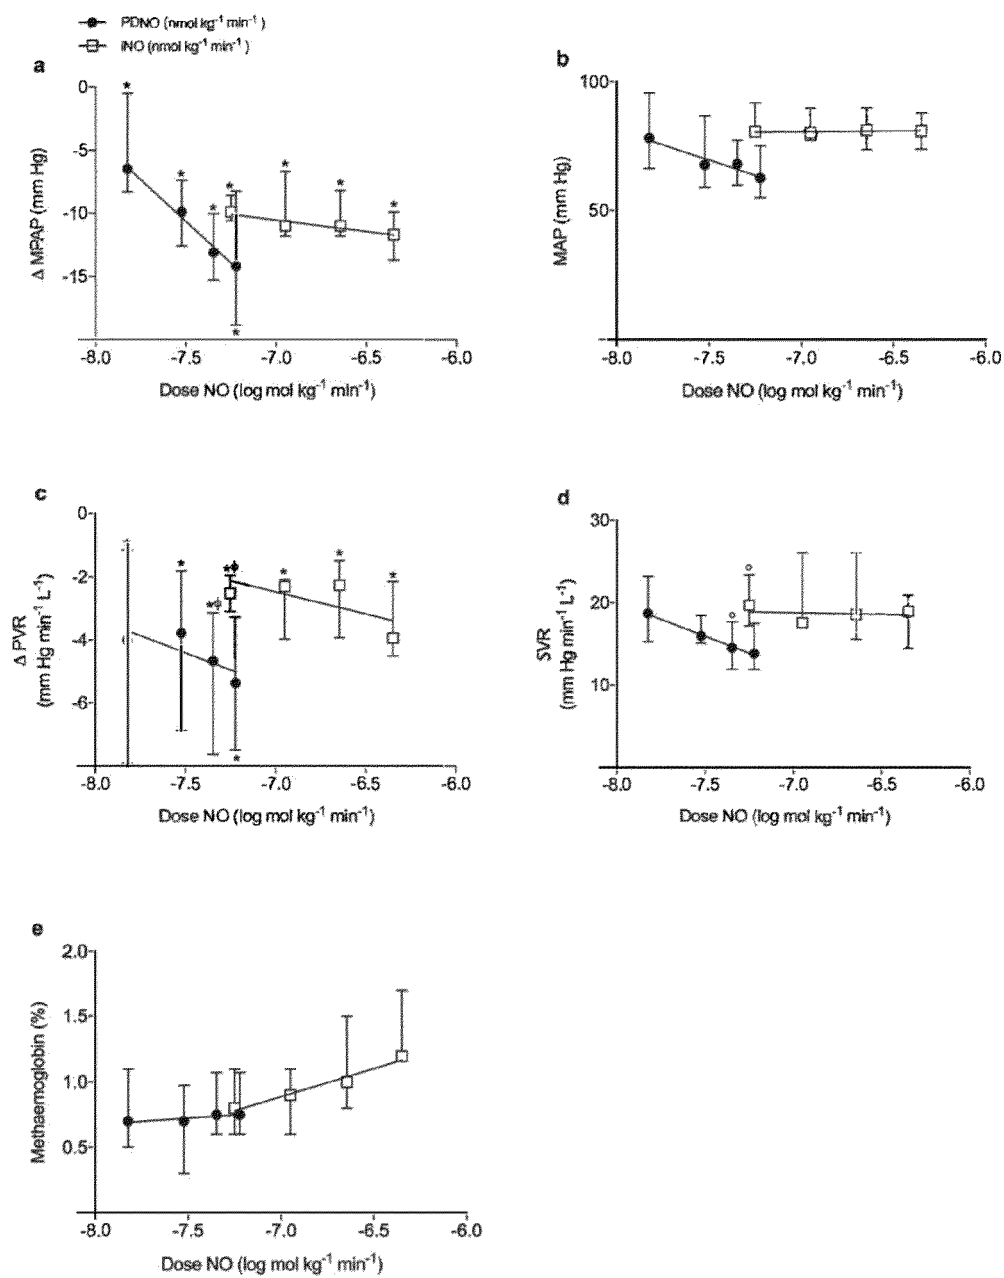 PDNO (nmol kg⁻¹ min⁻¹)
iNO (nmol kg⁻¹ min⁻¹)
a
0
-5
-10
-15
Δ MPAP (mm Hg)
* * * * * * * *
-8.0 -7.5 -7.0 -6.5 -6.0
Dose NO (log mol kg⁻¹ min⁻¹)
b
100
50
MAP (mm Hg)
-8.0 -7.5 -7.0 -6.5 -6.0
Dose NO (log mol kg⁻¹ min⁻¹)
c
0
-2
-4
-6
Δ PVR
(mm Hg min⁻¹ L⁻¹)
* *ϕ *ϕ * * * *
-8.0 -7.5 -7.0 -6.5 -6.0
Dose NO (log mol kg⁻¹ min⁻¹)
d
30
20
10
SVR
(mm Hg min⁻¹ L⁻¹)
-8.0 -7.5 -7.0 -6.5 -6.0
Dose NO (log mol kg⁻¹ min⁻¹)
e
2.0
1.5
1.0
0.5
Methaemoglobin (%)
-8.0 -7.5 -7.0 -6.5 -6.0
Dose NO (log mol kg⁻¹ min⁻¹)